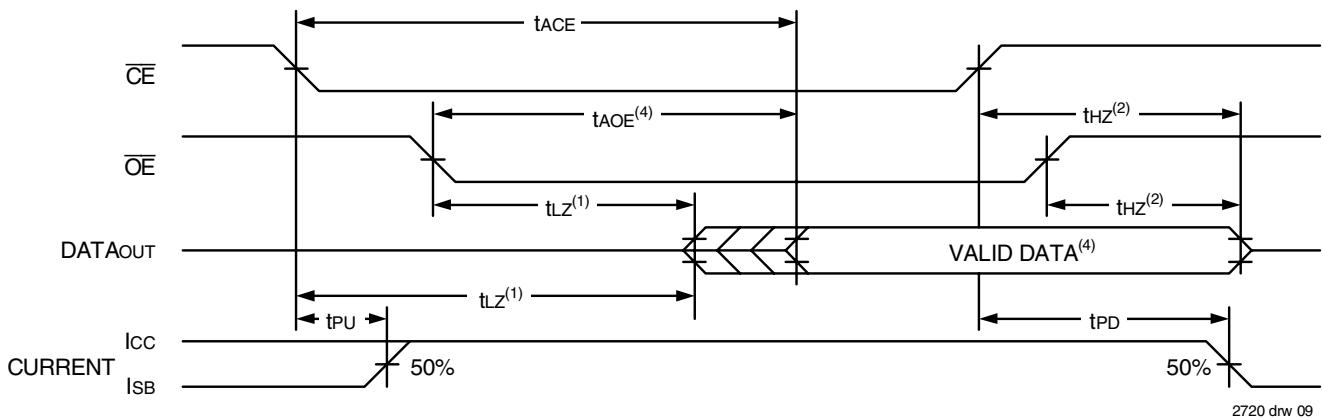 tACE
CE
tAOE(4)
tHZ(2)
OE
tLZ(1)
tHZ(2)
DATAOUT
VALID DATA(4)
tLZ(1)
tPU
tPD
ICC
CURRENT
50%
50%
ISB
2720 drw 09